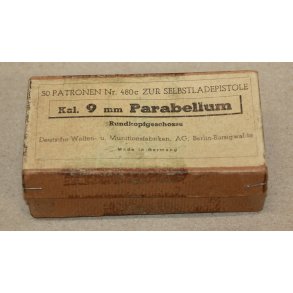 50 PATRONEN Nr. 480c ZUR SELBSTLADEPISTOLE
Kal. 9 mm Parabellum
Rundkopfgeschosse
Deutsche Waffen- u. Munitionsfabriken, AG, Berlin-Borsigwalde
Made in Germany